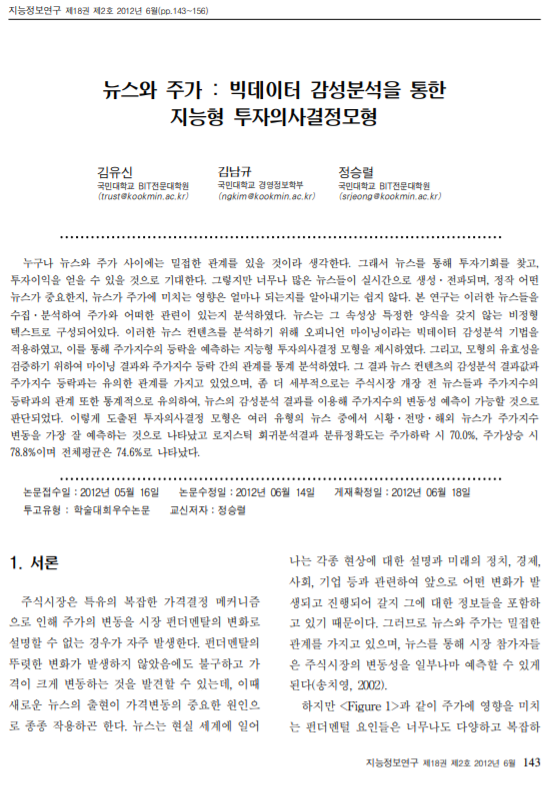 지능정보연구 제18권 제2호 2012년 6월(pp.143~156)
뉴스와 주가 : 빅데이터 감성분석을 통한
지능형 투자의사결정모형
김유신
국민대학교 BIT전문대학원
(trust@kookmin.ac.kr)
김남규
국민대학교 경영정보학부
(ngkim@kookmin.ac.kr)
정승렬
국민대학교 BIT전문대학원
(srjeong@kookmin.ac.kr)
누구나 뉴스와 주가 사이에는 밀접한 관계를 있을 것이라 생각한다. 그래서 뉴스를 통해 투자기회를 찾고,
투자이익을 얻을 수 있을 것으로 기대한다. 그렇지만 너무나 많은 뉴스들이 실시간으로 생성·전파되며, 정작 어떤
뉴스가 중요한지, 뉴스가 주가에 미치는 영향은 얼마나 되는지를 알아내기는 쉽지 않다. 본 연구는 이러한 뉴스들을
수집·분석하여 주가와 어떠한 관련이 있는지 분석하였다. 뉴스는 그 속성상 특정한 양식을 갖지 않는 비정형
텍스트로 구성되어있다. 이러한 뉴스 컨텐츠를 분석하기 위해 오피니언 마이닝이라는 빅데이터 감성분석 기법을
적용하였고, 이를 통해 주가지수의 등락을 예측하는 지능형 투자의사결정 모형을 제시하였다. 그리고, 모형의 유효성을
검증하기 위하여 마이닝 결과와 주가지수 등락 간의 관계를 통계 분석하였다. 그 결과 뉴스 컨텐츠의 감성분석 결과값과
주가지수 등락과는 유의한 관계를 가지고 있었으며, 좀 더 세부적으로는 주식시장 개장 전 뉴스들과 주가지수의
등락과의 관계 또한 통계적으로 유의하여, 뉴스의 감성분석 결과를 이용해 주가지수의 변동성 예측이 가능할 것으로
판단되었다. 이렇게 도출된 투자의사결정 모형은 여러 유형의 뉴스 중에서 시황·전망·해외 뉴스가 주가지수
변동을 가장 잘 예측하는 것으로 나타났고 로지스틱 회귀분석결과 분류정확도는 주가하락 시 70.0%, 주가상승 시
78.8%이며 전체평균은 74.6%로 나타났다.
논문접수일 : 2012년 05월 16일 논문수정일 : 2012년 06월 14일 게재확정일 : 2012년 06월 18일
투고유형 : 학술대회우수논문 교신저자 : 정승렬
1. 서론
주식시장은 특유의 복잡한 가격결정 메커니즘
으로 인해 주가의 변동을 시장 펀더멘탈의 변화로
설명할 수 없는 경우가 자주 발생한다. 펀더멘탈의
뚜렷한 변화가 발생하지 않았음에도 불구하고 가
격이 크게 변동하는 것을 발견할 수 있는데, 이때
새로운 뉴스의 출현이 가격변동의 중요한 원인으
로 종종 작용하곤 한다. 뉴스는 현실 세계에 일어
나는 각종 현상에 대한 설명과 미래의 정치, 경제,
사회, 기업 등과 관련하여 앞으로 어떤 변화가 발
생되고 진행되어 갈지 그에 대한 정보들을 포함하
고 있기 때문이다. 그러므로 뉴스와 주가는 밀접한
관계를 가지고 있으며, 뉴스를 통해 시장 참가자들
은 주식시장의 변동성을 일부나마 예측할 수 있게
된다(송치영, 2002).
하지만 <Figure 1>과 같이 주가에 영향을 미치
는 펀더멘털 요인들은 너무나도 다양하고 복잡하
지능정보연구 제18권 제2호 2012년 6월 143